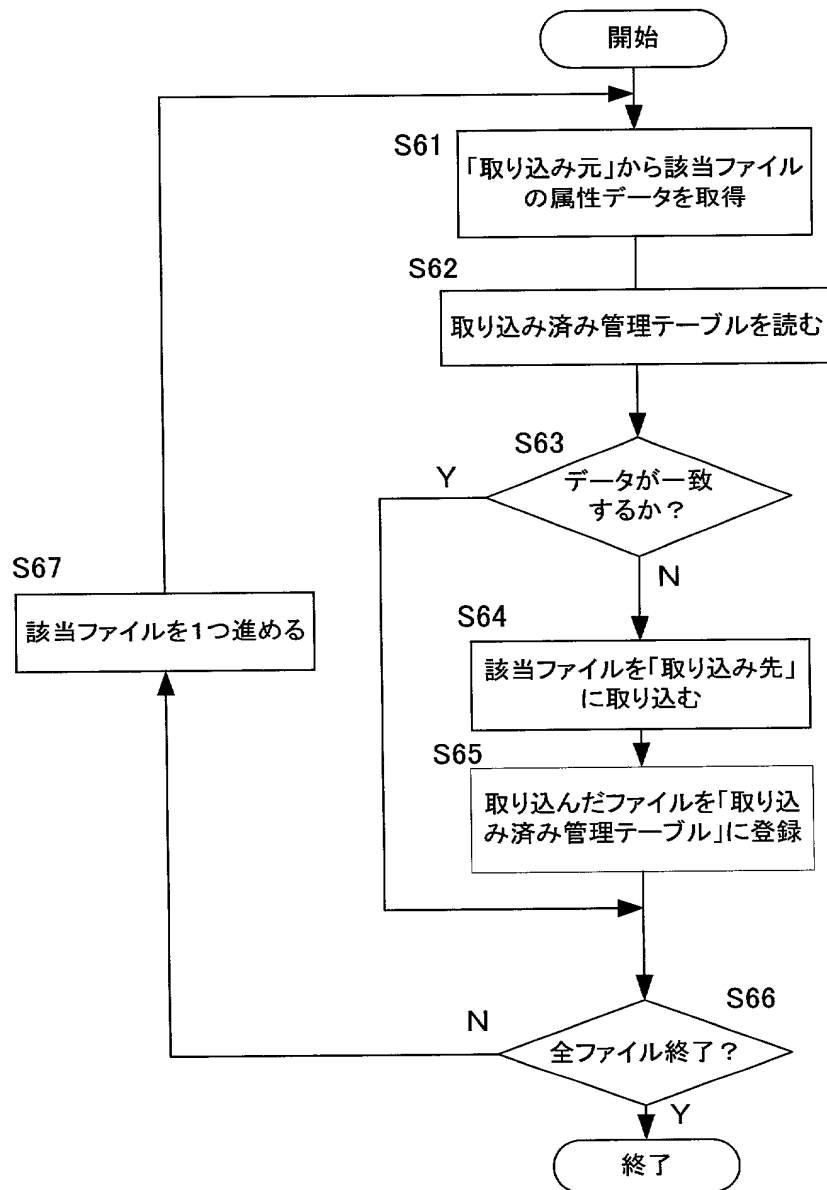 開始
S61
「取り込み元」から該当ファイル
の属性データを取得
S62
取り込み済み管理テーブルを読む
S63
データが一致
するか？
Y
N
S64
該当ファイルを「取り込み先」
に取り込む
S65
取り込んだファイルを「取り込
み済み管理テーブル」に登録
S66
全ファイル終了？
N
Y
S67
該当ファイルを1つ進める
終了